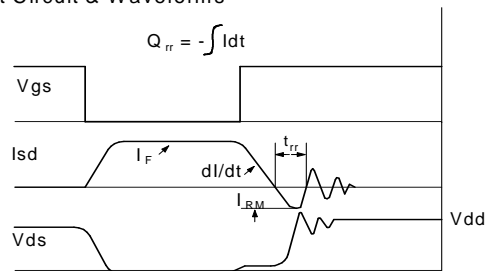 t Circuit & Waveforms
Q rr = - ∫ Idt
Vgs
Isd
I F
dI/dt
t rr
I RM
Vdd
Vds